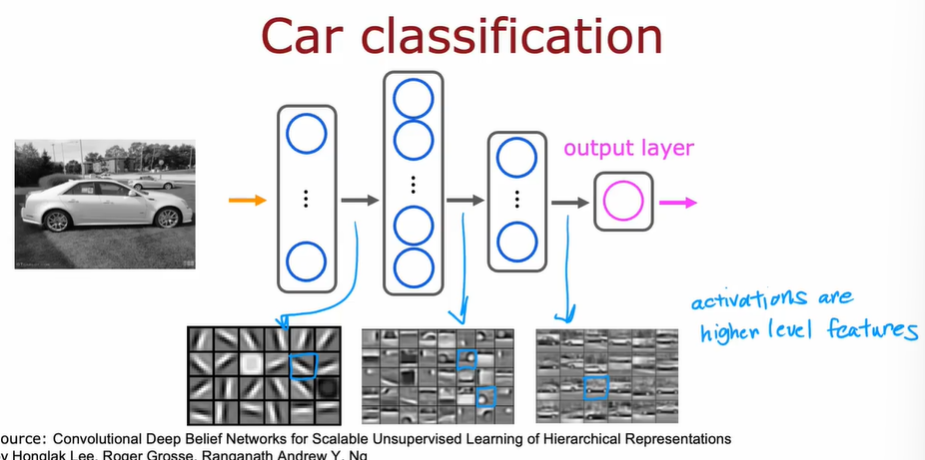 Car classification
output layer
activations are
higher level features
ource: Convolutional Deep Belief Networks for Scalable Unsupervised Learning of Hierarchical Representations
y Honglak Lee, Roger Grosse, Ranganath Andrew Y. Ng